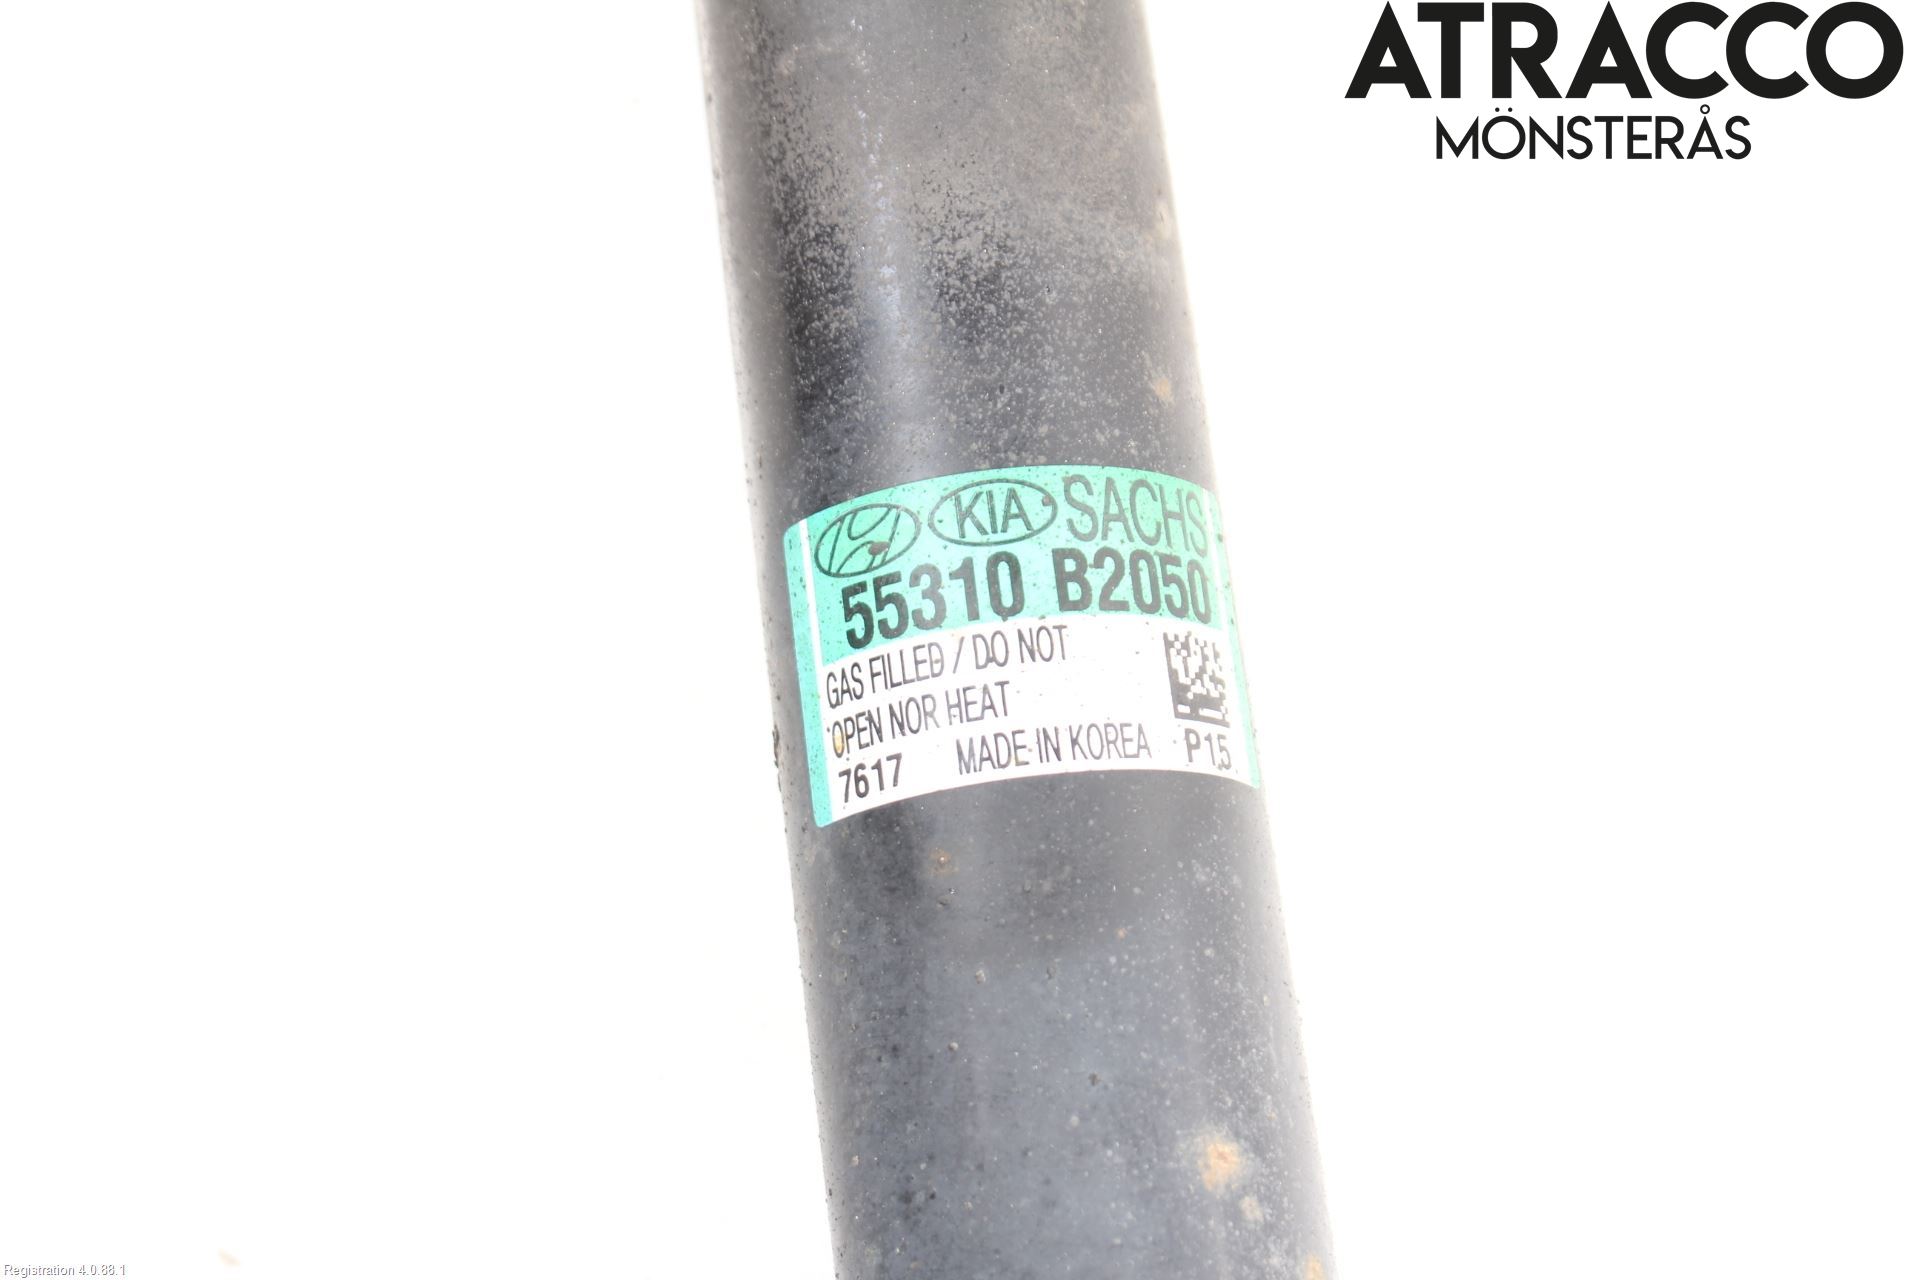 ATRACCO
MÖNSTERÅS
KIA SACHS
55310 B2050
GAS FILLED / DO NOT
OPEN NOR HEAT
7617 MADE IN KOREA P15
Registration 4.0.88.1